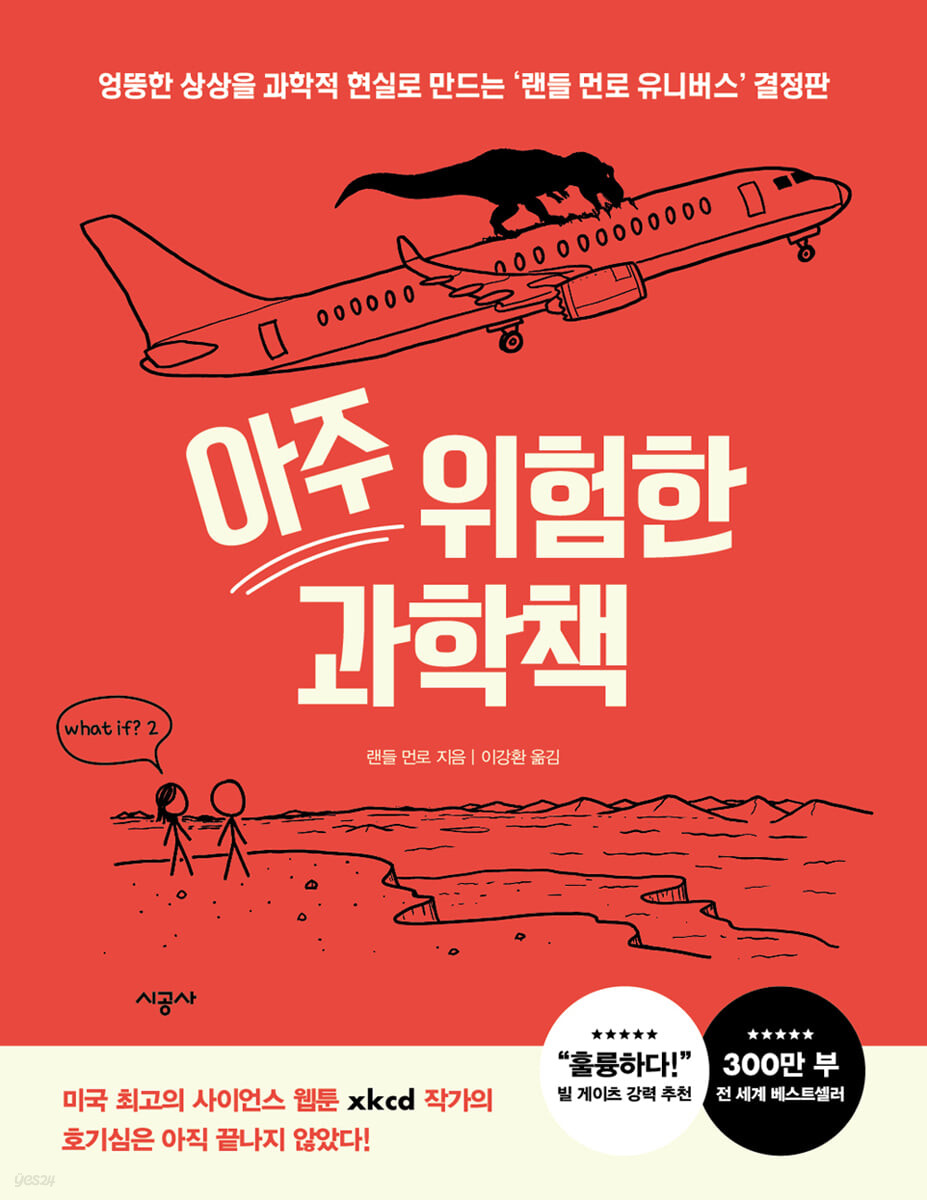 엉뚱한 상상을 과학적 현실로 만드는 ‘랜들 먼로 유니버스’ 결정판
아주 위험한
과학책
what if? 2
랜들 먼로 지음 | 이강환 옮김
시공사
★★★★★
“훌륭하다!”
빌 게이츠 강력 추천
★★★★★
300만 부
전 세계 베스트셀러
미국 최고의 사이언스 웹툰 xkcd 작가의
호기심은 아직 끝나지 않았다!
yes24